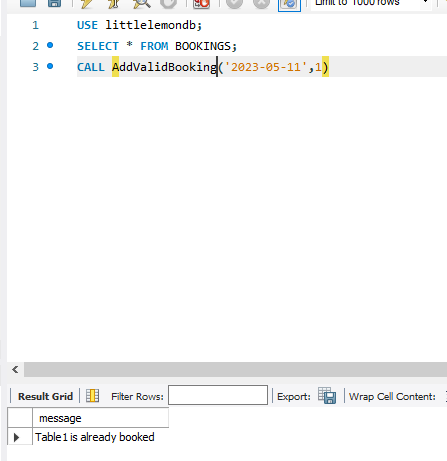 Limit to 1000 rows
1 USE littlelemondb;
2 SELECT * FROM BOOKINGS;
3 CALL AddValidBooking('2023-05-11',1)
Result Grid Filter Rows: Export: Wrap Cell Content:
message
Table1 is already booked